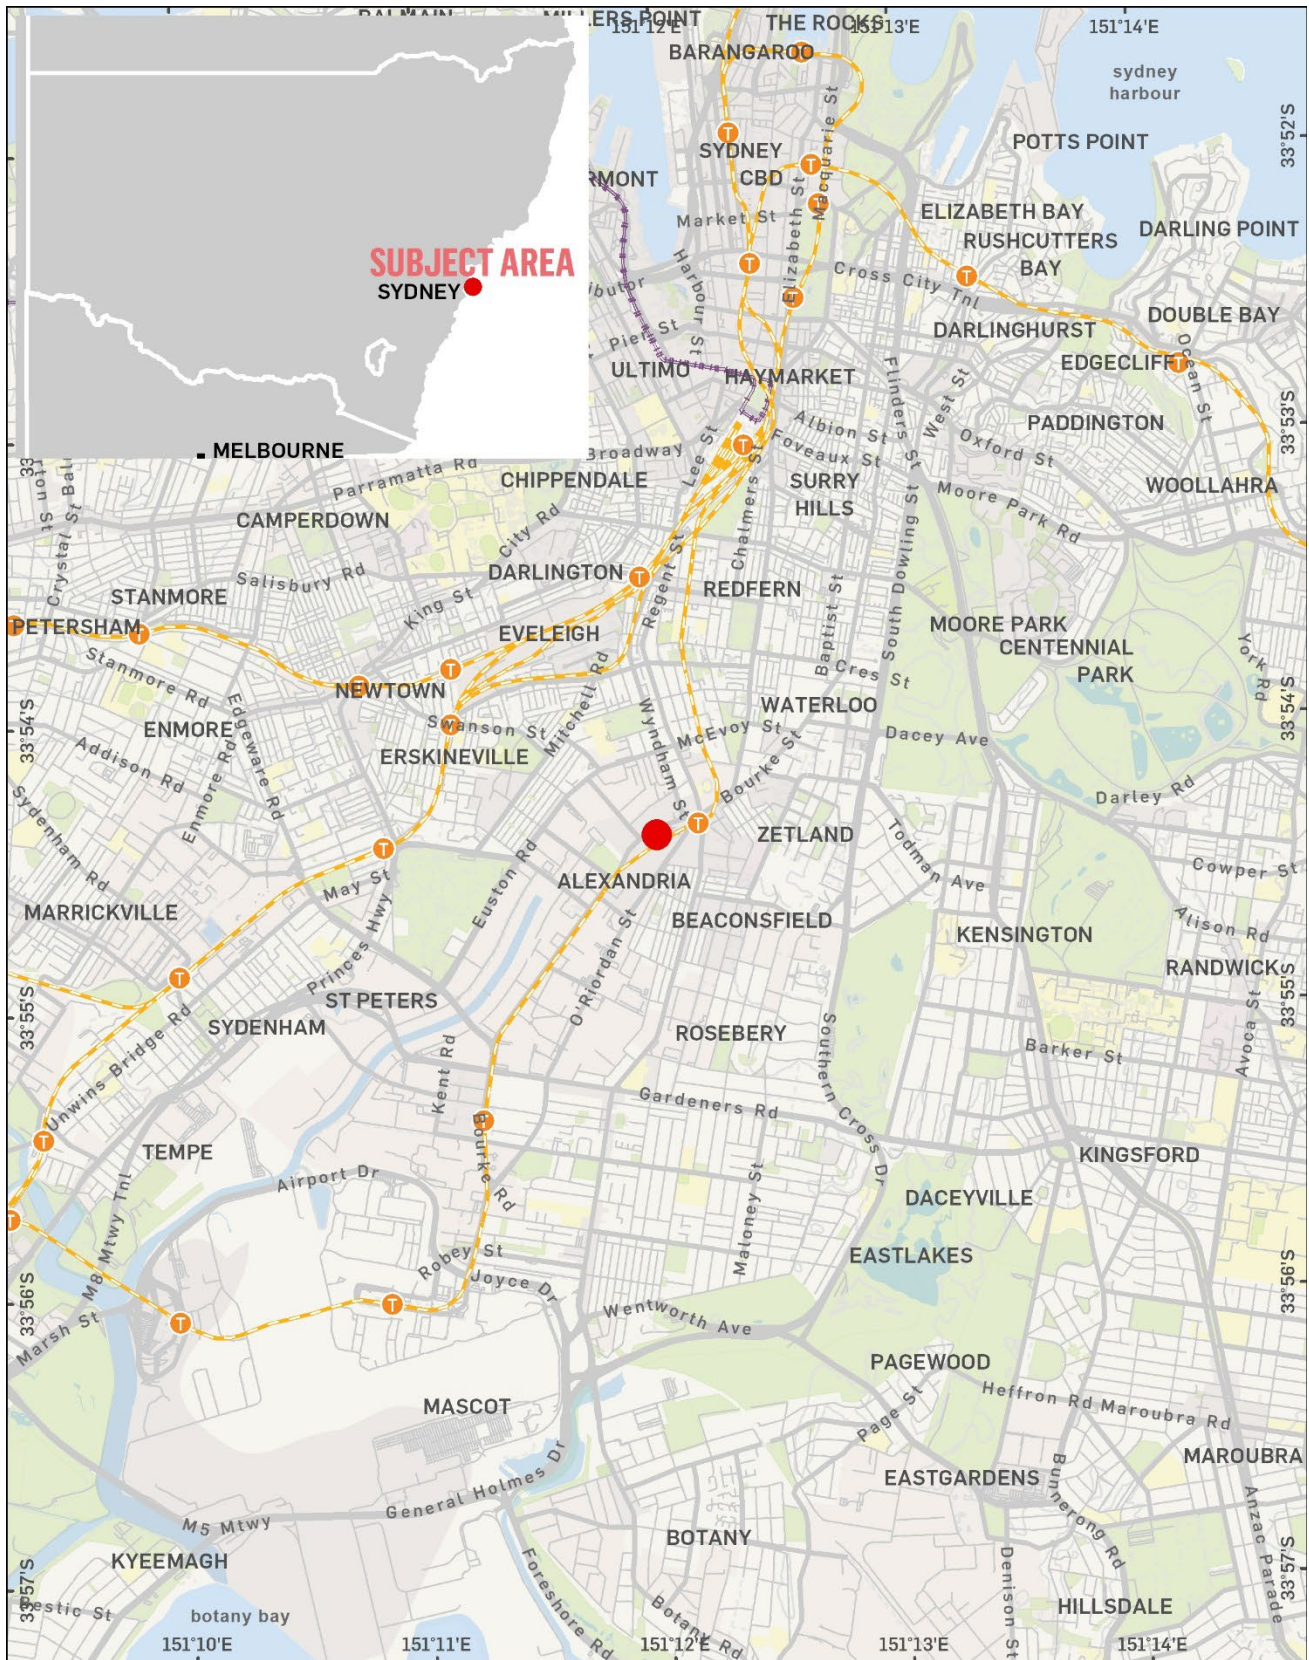 BALMAIN
MILLERS POINT
THE ROCKS
151°12'E
151°13'E
151°14'E
BARANGAROO
sydney
harbour
33°52'S
SYDNEY
CBD
Macquarie St
POTTS POINT
RMONT
Market St
Elizabeth St
ELIZABETH BAY
RUSHCUTTERS
BAY
DARLING POINT
SUBJECT AREA
SYDNEY
MELBOURNE
Harbour St
Cross City Tnl
ibutor
DOUBLE BAY
DARLINGHURST
Pier St
EDGECLIFF
Ocean St
ULTIMO
HAYMARKET
Flinders St
West St
PADDINGTON
33°53'S
Albion St
Foveaux St
Oxford St
Broadway
Lee St
Chalmers St
CHIPPENDALE
SURRY
HILLS
WOOLLAHRA
Moore Park Rd
Parramatta Rd
Crystal St
CAMPERDOWN
City Rd
DARLINGTON
Regent St
REDFERN
Salisbury Rd
STANMORE
King St
EVELEIGH
Baptist St
South Dowling St
MOORE PARK
CENTENNIAL
PARK
York Rd
PETERSHAM
Stanmore Rd
NEWTOWN
Mitchell Rd
Cres St
WATERLOO
33°54'S
33°54'S
ENMORE
Edgeware Rd
Swanson St
Wyndham St
McEvoy St
Dacey Ave
Addison Rd
Enmore Rd
ERSKINEVILLE
Bourke St
Darley Rd
Sydenham Rd
ZETLAND
Todman Ave
Cowper St
May St
Euston Rd
ALEXANDRIA
MARRICKVILLE
BEACONSFIELD
Alison Rd
KENSINGTON
Princes Hwy
O'Riordan St
RANDWICK
ST PETERS
33°55'S
33°55'S
SYDENHAM
ROSEBERY
Southern Cross Dr
Avoca St
Unwins Bridge Rd
Kent Rd
Barker St
Gardeners Rd
TEMPE
Bourke Rd
KINGSFORD
Airport Dr
Maloney St
DACEYVILLE
M8 Mtwy Tnl
Robey St
EASTLAKES
Joyce Dr
33°56'S
33°56'S
Marsh St
Wentworth Ave
PAGEWOOD
Heffron Rd
Maroubra Rd
MASCOT
Page St
MAROUBRA
EASTGARDENS
Bunnerong Rd
General Holmes Dr
M5 Mtwy
Anzac Parade
BOTANY
KYEEMAGH
33°57'S
33°57'S
Foreshore Rd
Denison St
botany bay
Botany Rd
HILLSDALE
151°10'E
151°11'E
151°12'E
151°13'E
151°14'E